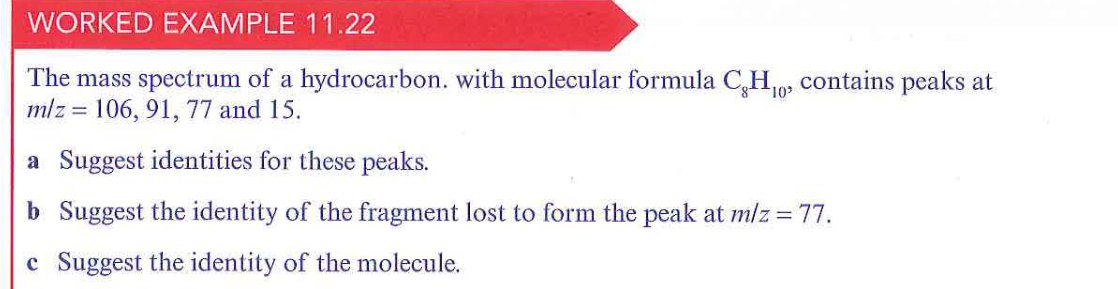 WORKED EXAMPLE 11.22
The mass spectrum of a hydrocarbon. with molecular formula C₈H₁₀, contains peaks at
m/z = 106, 91, 77 and 15.
a Suggest identities for these peaks.
b Suggest the identity of the fragment lost to form the peak at m/z = 77.
c Suggest the identity of the molecule.